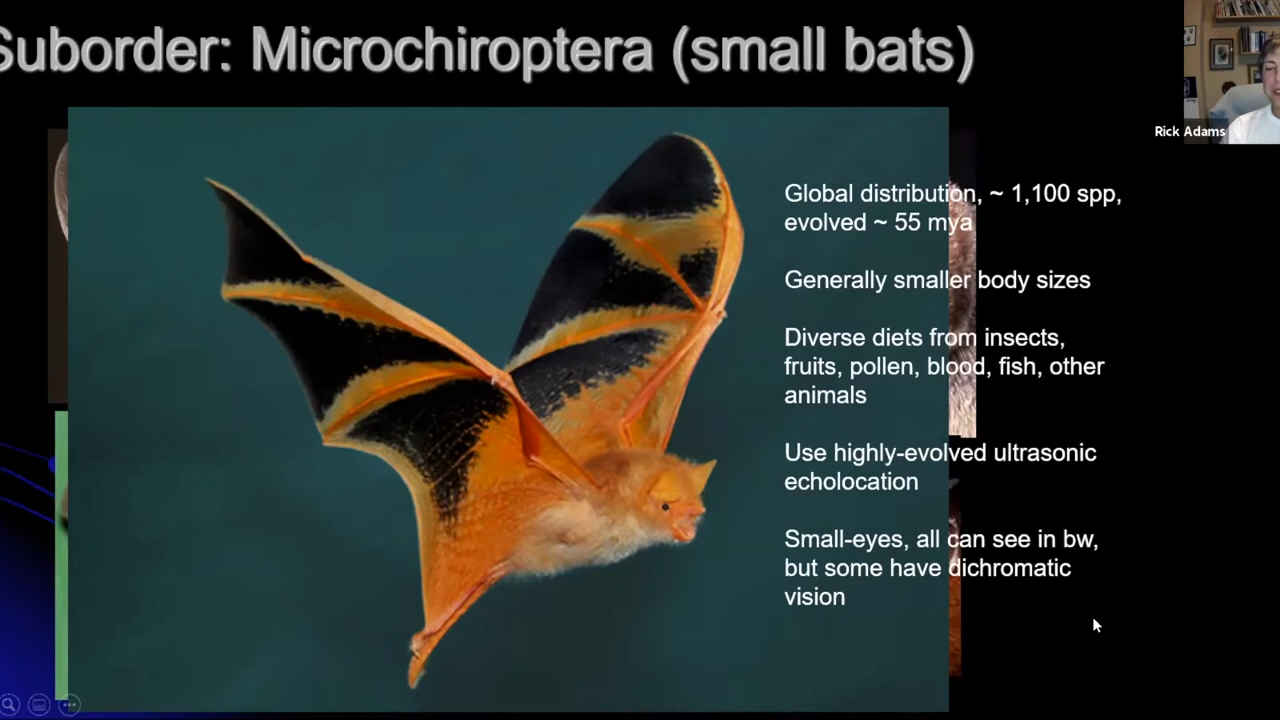 Suborder: Microchiroptera (small bats)
Rick Adams
Global distribution, ~ 1,100 spp,
evolved ~ 55 mya
Generally smaller body sizes
Diverse diets from insects,
fruits, pollen, blood, fish, other
animals
Use highly-evolved ultrasonic
echolocation
Small-eyes, all can see in bw,
but some have dichromatic
vision